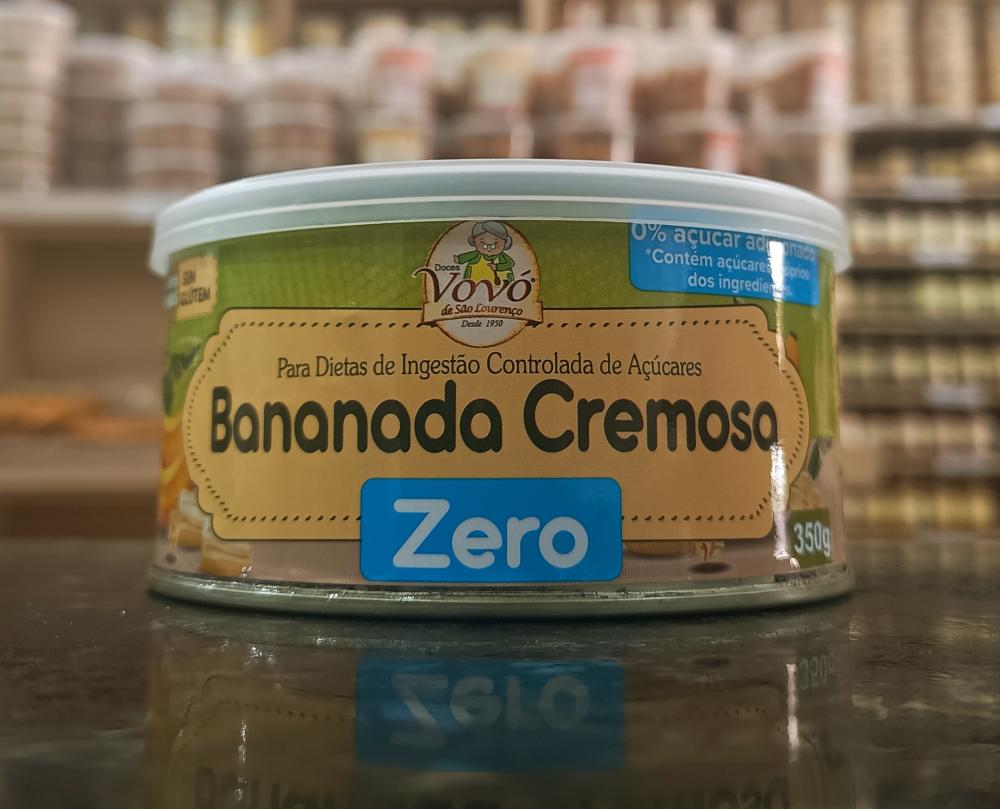 0% açúcar adicionado
*Contém açúcares próprios
dos ingredientes.
SEM
GLÚTEM
Doces
Vovó
de São Lourenço
Desde 1950
Para Dietas de Ingestão Controlada de Açúcares
Bananada Cremosa
Zero
350g